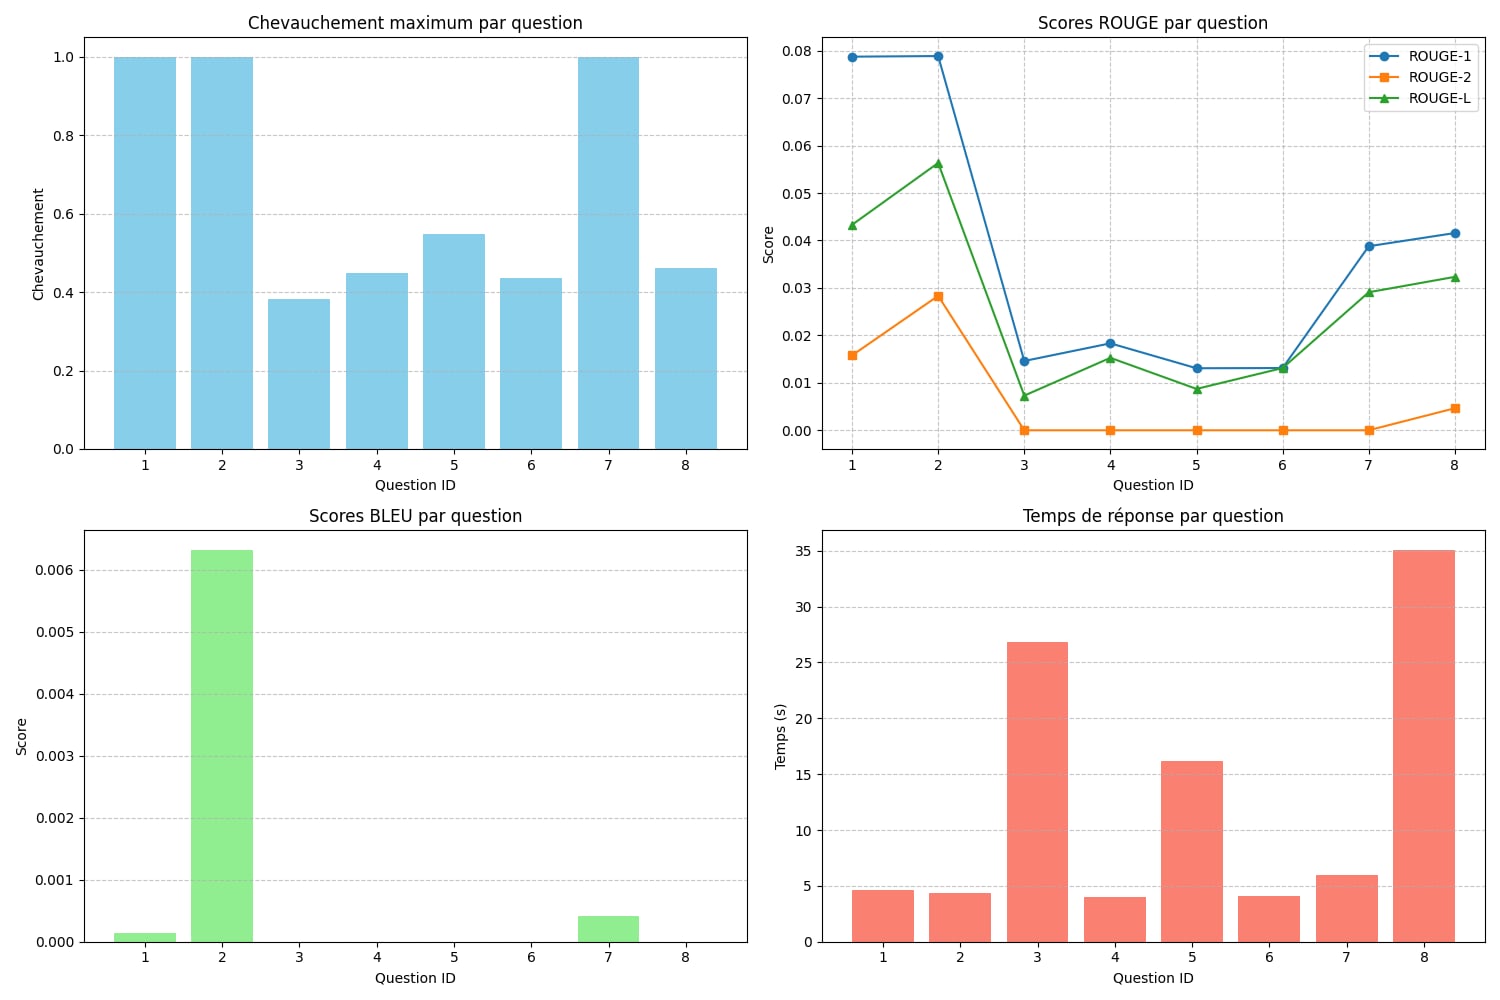 Chevauchement maximum par question
Chevauchement
1.0
0.8
0.6
0.4
0.2
0.0
1 2 3 4 5 6 7 8
Question ID
Scores ROUGE par question
Score
0.08
0.07
0.06
0.05
0.04
0.03
0.02
0.01
0.00
ROUGE-1
ROUGE-2
ROUGE-L
1 2 3 4 5 6 7 8
Question ID
Scores BLEU par question
Score
0.006
0.005
0.004
0.003
0.002
0.001
0.000
1 2 3 4 5 6 7 8
Question ID
Temps de réponse par question
Temps (s)
35
30
25
20
15
10
5
0
1 2 3 4 5 6 7 8
Question ID